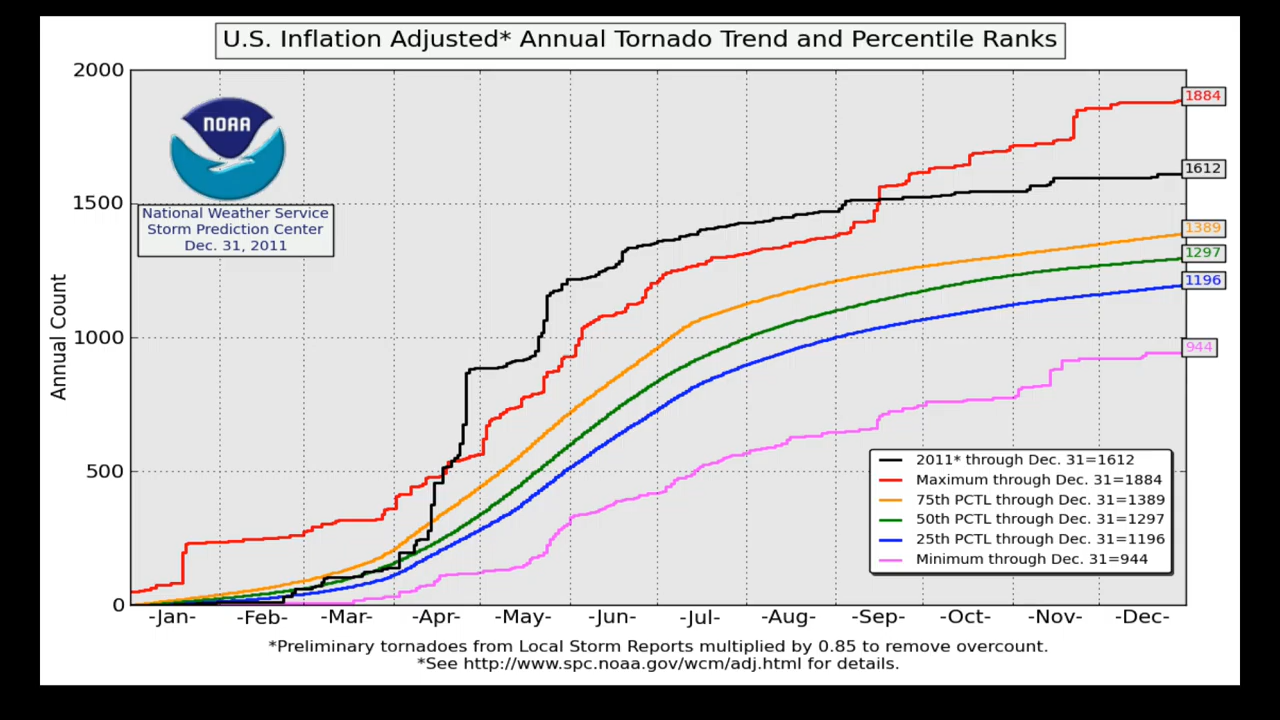 U.S. Inflation Adjusted* Annual Tornado Trend and Percentile Ranks
2000
1500
1000
500
0
Annual Count
NOAA
National Weather Service
Storm Prediction Center
Dec. 31, 2011
1884
1612
1389
1297
1196
944
2011* through Dec. 31=1612
Maximum through Dec. 31=1884
75th PCTL through Dec. 31=1389
50th PCTL through Dec. 31=1297
25th PCTL through Dec. 31=1196
Minimum through Dec. 31=944
-Jan- -Feb- -Mar- -Apr- -May- -Jun- -Jul- -Aug- -Sep- -Oct- -Nov- -Dec-
*Preliminary tornadoes from Local Storm Reports multiplied by 0.85 to remove overcount.
*See http://www.spc.noaa.gov/wcm/adj.html for details.